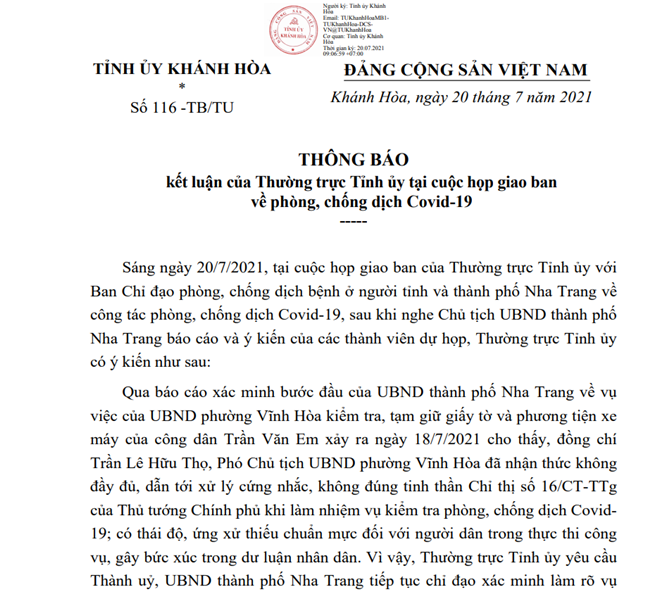 Người ký: Tỉnh ủy Khánh
Hòa
Email: TUKhanhHoaMB1-
TUKhanhHoa-DCS-
VN@TUKhanhHoa
Cơ quan: Tỉnh ủy Khánh
Hòa
Thời gian ký: 20.07.2021
09:06:59 +07:00
TỈNH ỦY
KHÁNH HÒA
TỈNH ỦY KHÁNH HÒA
*
Số 116 -TB/TU
ĐẢNG CỘNG SẢN VIỆT NAM
Khánh Hòa, ngày 20 tháng 7 năm 2021
THÔNG BÁO
kết luận của Thường trực Tỉnh ủy tại cuộc họp giao ban
về phòng, chống dịch Covid-19
-----
Sáng ngày 20/7/2021, tại cuộc họp giao ban của Thường trực Tỉnh ủy với
Ban Chỉ đạo phòng, chống dịch bệnh ở người tỉnh và thành phố Nha Trang về
công tác phòng, chống dịch Covid-19, sau khi nghe Chủ tịch UBND thành phố
Nha Trang báo cáo và ý kiến của các thành viên dự họp, Thường trực Tỉnh ủy
có ý kiến như sau:
Qua báo cáo xác minh bước đầu của UBND thành phố Nha Trang về vụ
việc của UBND phường Vĩnh Hòa kiểm tra, tạm giữ giấy tờ và phương tiện xe
máy của công dân Trần Văn Em xảy ra ngày 18/7/2021 cho thấy, đồng chí
Trần Lê Hữu Thọ, Phó Chủ tịch UBND phường Vĩnh Hòa đã nhận thức không
đầy đủ, dẫn tới xử lý cứng nhắc, không đúng tinh thần Chỉ thị số 16/CT-TTg
của Thủ tướng Chính phủ khi làm nhiệm vụ kiểm tra phòng, chống dịch Covid-
19; có thái độ, ứng xử thiếu chuẩn mực đối với người dân trong thực thi công
vụ, gây bức xúc trong dư luận nhân dân. Vì vậy, Thường trực Tỉnh ủy yêu cầu
Thành uỷ, UBND thành phố Nha Trang tiếp tục chỉ đạo xác minh làm rõ vụ